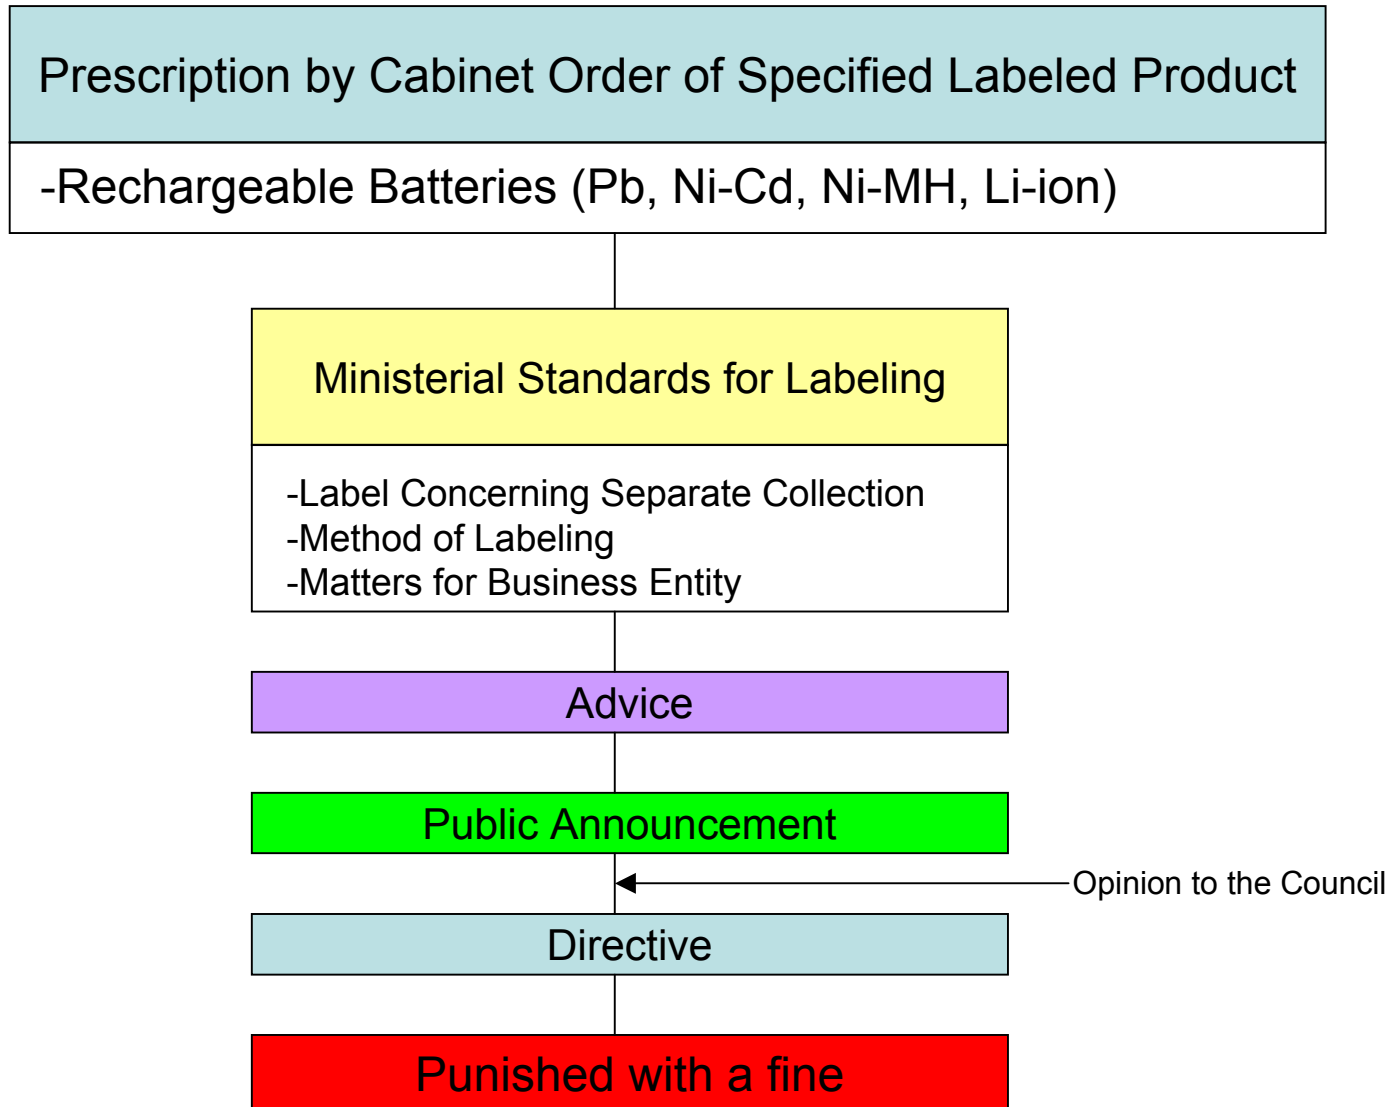 Prescription by Cabinet Order of Specified Labeled Product
-Rechargeable Batteries (Pb, Ni-Cd, Ni-MH, Li-ion)
Ministerial Standards for Labeling
-Label Concerning Separate Collection
-Method of Labeling
-Matters for Business Entity
Advice
Public Announcement
Opinion to the Council
Directive
Punished with a fine